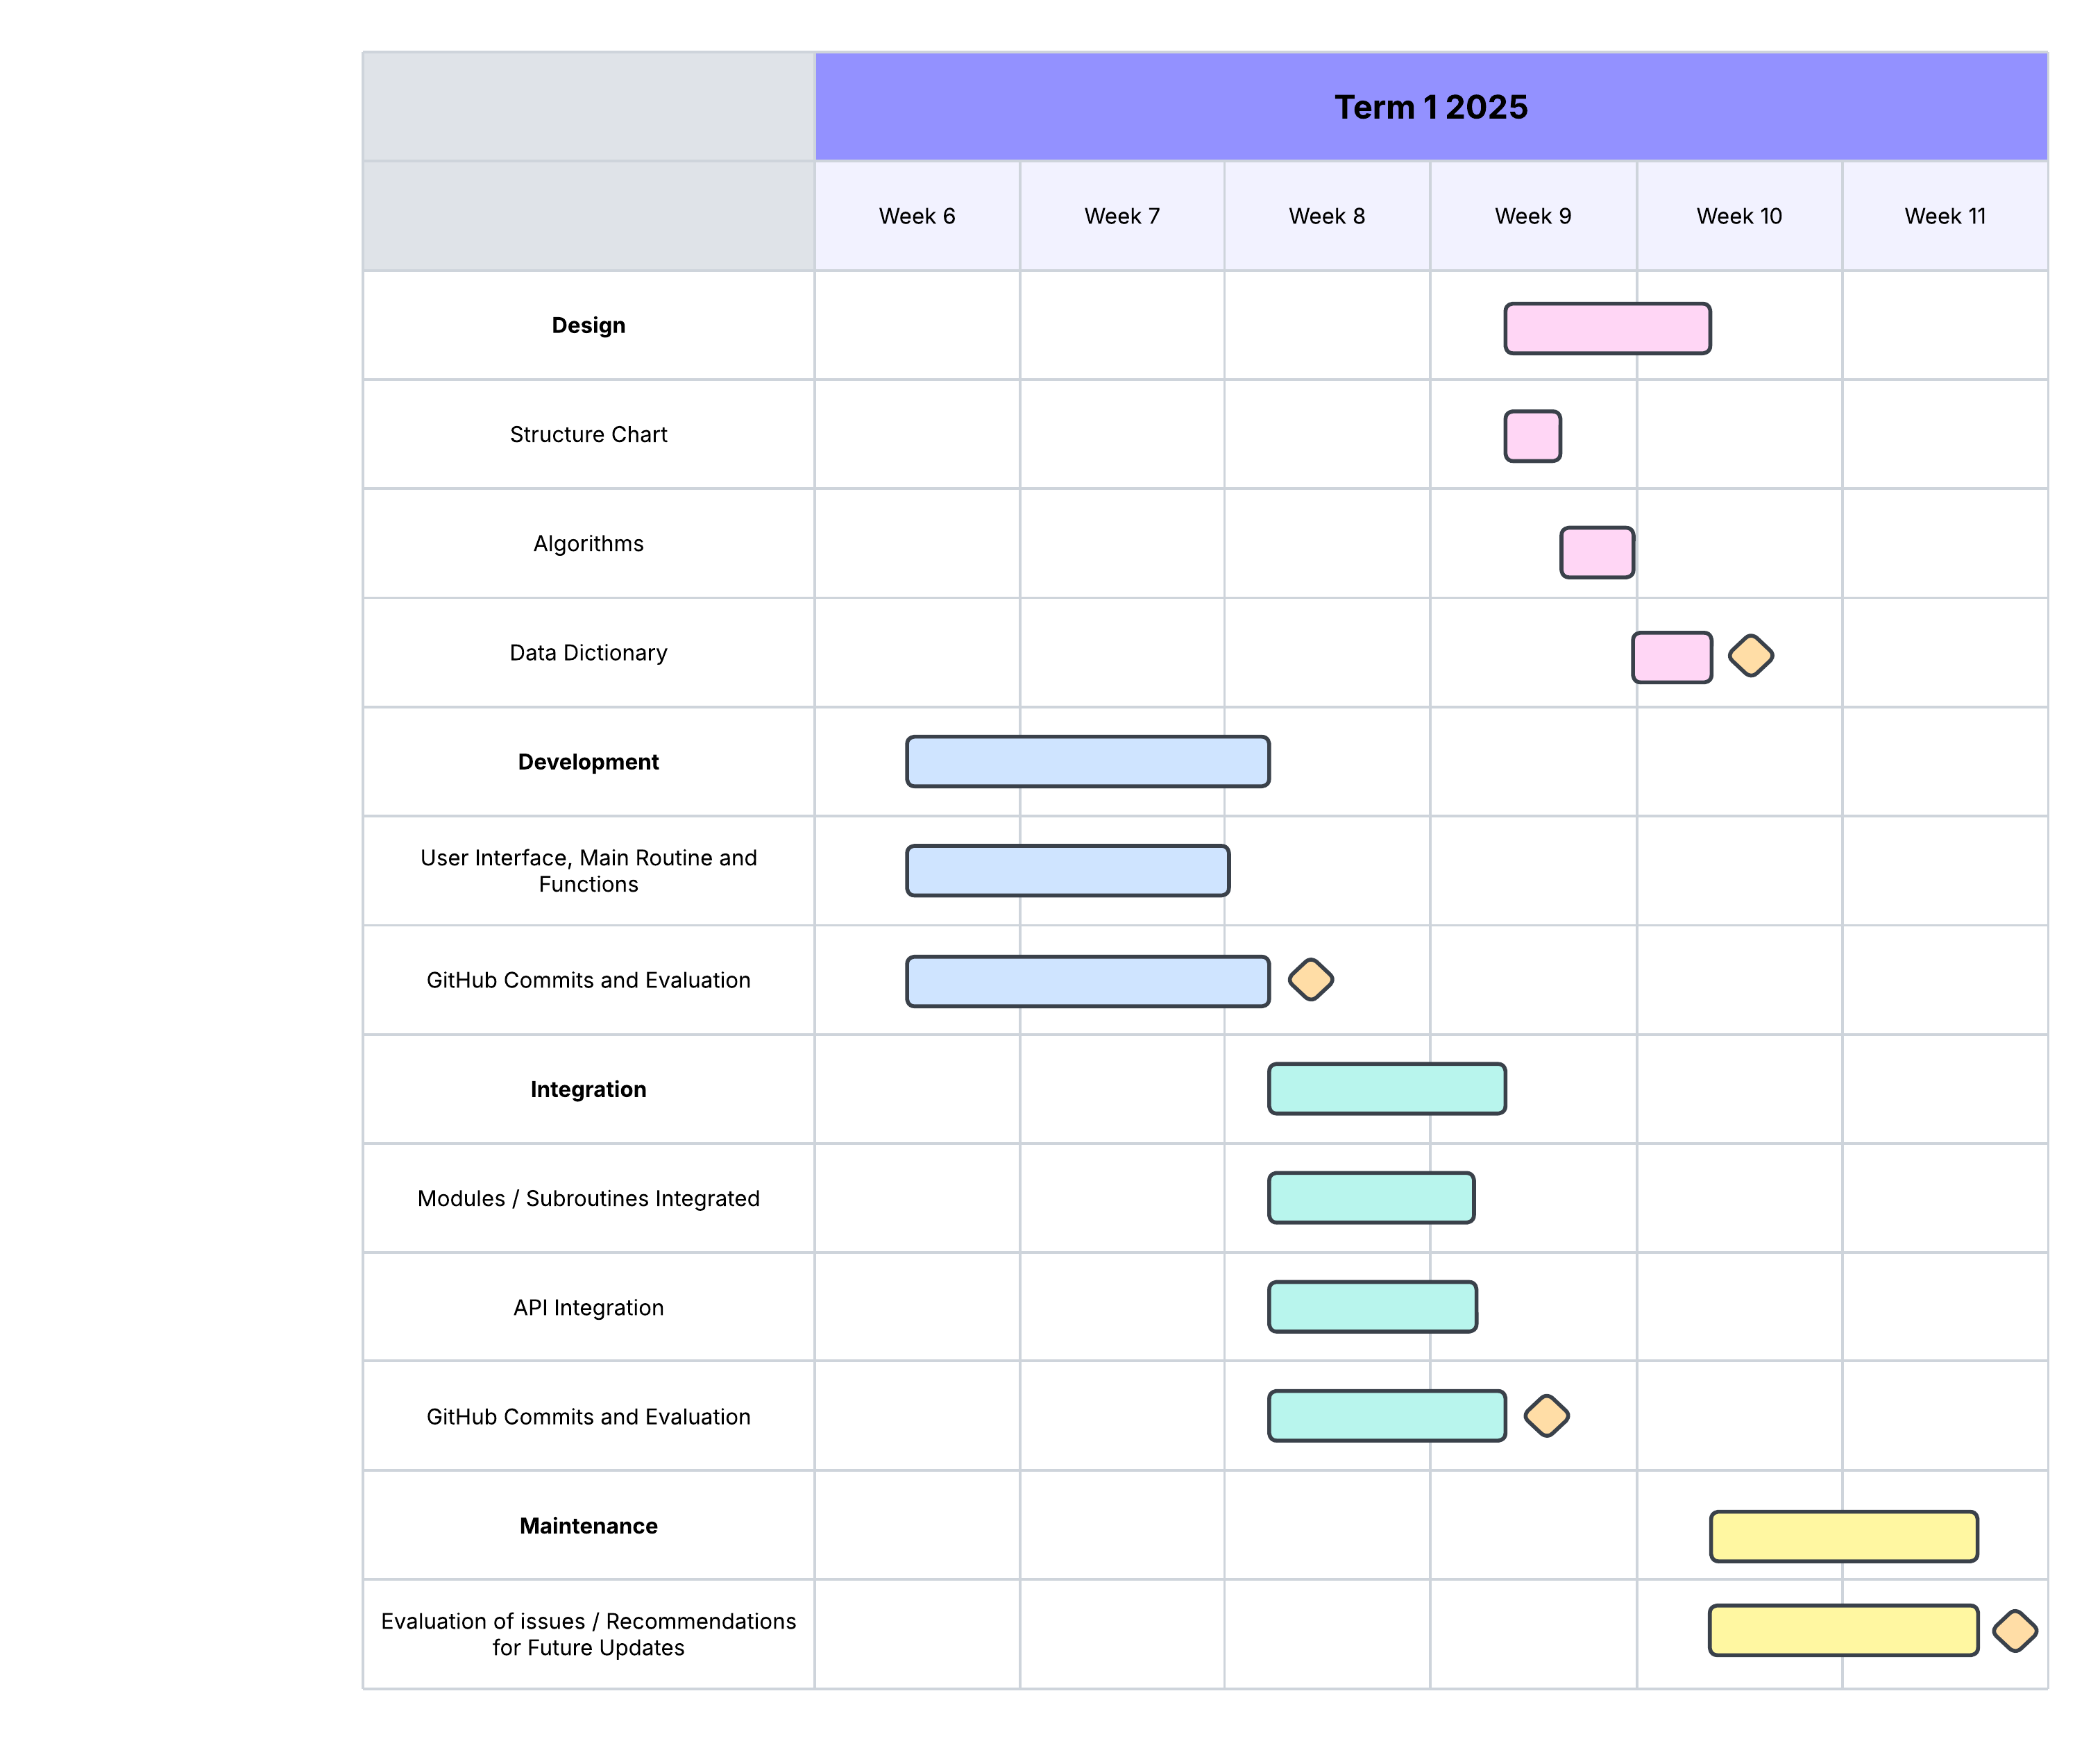 Term 1 2025
Week 6
Week 7
Week 8
Week 9
Week 10
Week 11
Design
Structure Chart
Algorithms
Data Dictionary
Development
User Interface, Main Routine and
Functions
GitHub Commits and Evaluation
Integration
Modules / Subroutines Integrated
API Integration
GitHub Commits and Evaluation
Maintenance
Evaluation of issues / Recommendations
for Future Updates